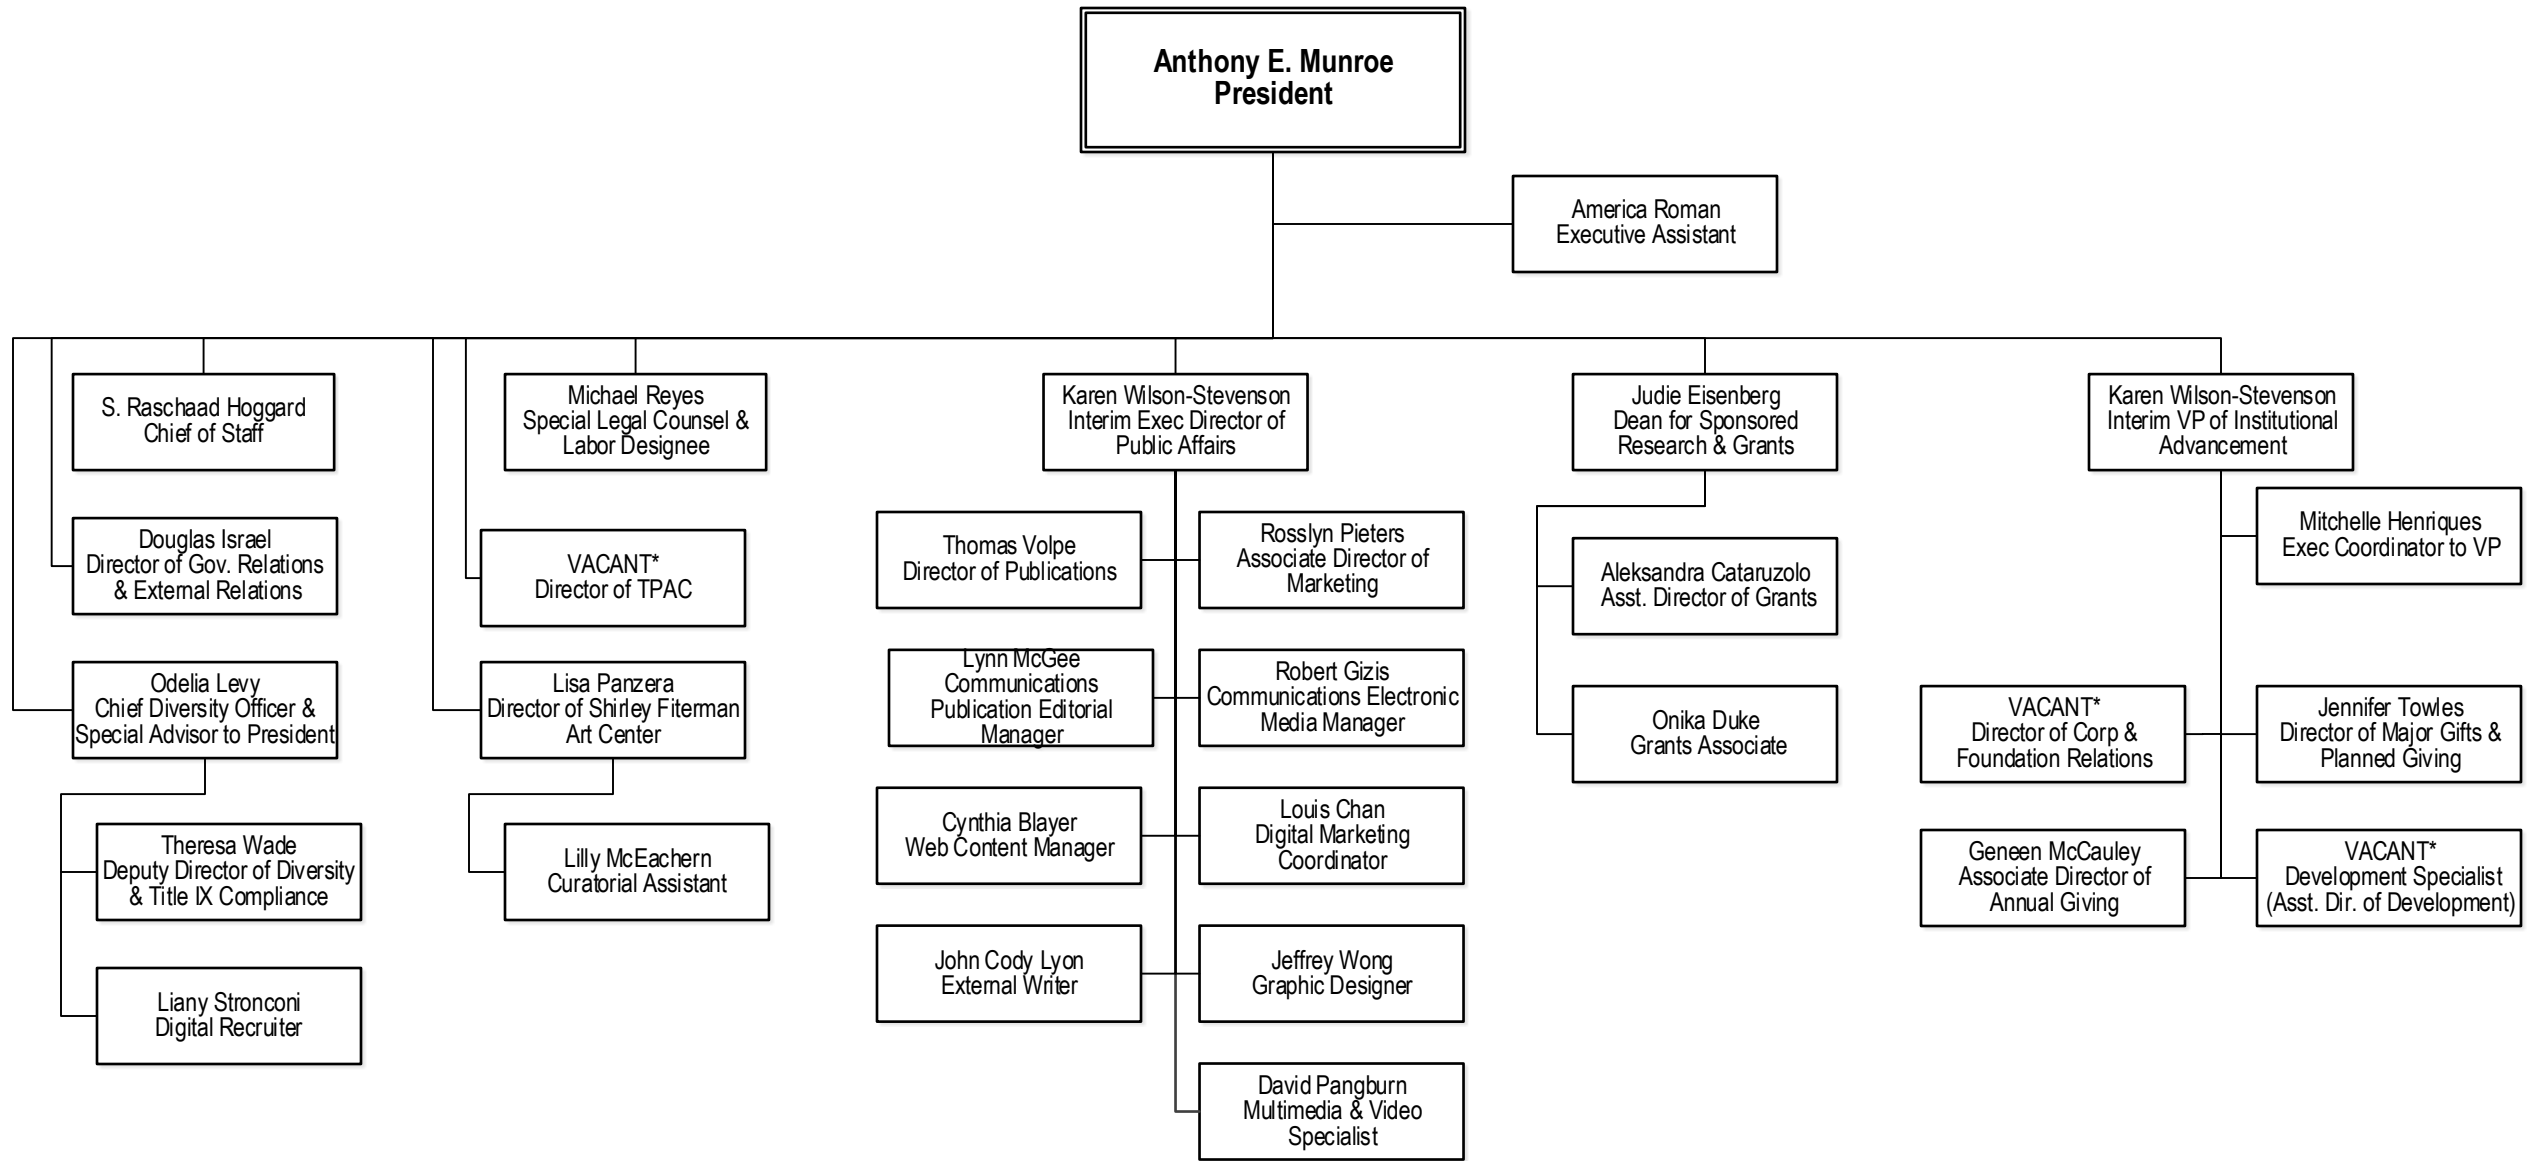 Anthony E. Munroe
President
America Roman
Executive Assistant
S. Raschaad Hoggard
Chief of Staff
Michael Reyes
Special Legal Counsel &
Labor Designee
Karen Wilson-Stevenson
Interim Exec Director of
Public Affairs
Judie Eisenberg
Dean for Sponsored
Research & Grants
Karen Wilson-Stevenson
Interim VP of Institutional
Advancement
Douglas Israel
Director of Gov. Relations
& External Relations
VACANT*
Director of TPAC
Thomas Volpe
Director of Publications
Rosslyn Pieters
Associate Director of
Marketing
Aleksandra Cataruzolo
Asst. Director of Grants
Mitchelle Henriques
Exec Coordinator to VP
Odelia Levy
Chief Diversity Officer &
Special Advisor to President
Lisa Panzera
Director of Shirley Fiterman
Art Center
Lynn McGee
Communications
Publication Editorial
Manager
Robert Gizis
Communications Electronic
Media Manager
Onika Duke
Grants Associate
VACANT*
Director of Corp &
Foundation Relations
Jennifer Towles
Director of Major Gifts &
Planned Giving
Theresa Wade
Deputy Director of Diversity
& Title IX Compliance
Lilly McEachern
Curatorial Assistant
Cynthia Blayer
Web Content Manager
Louis Chan
Digital Marketing
Coordinator
Geneen McCauley
Associate Director of
Annual Giving
VACANT*
Development Specialist
(Asst. Dir. of Development)
Liany Stronconi
Digital Recruiter
John Cody Lyon
External Writer
Jeffrey Wong
Graphic Designer
David Pangburn
Multimedia & Video
Specialist